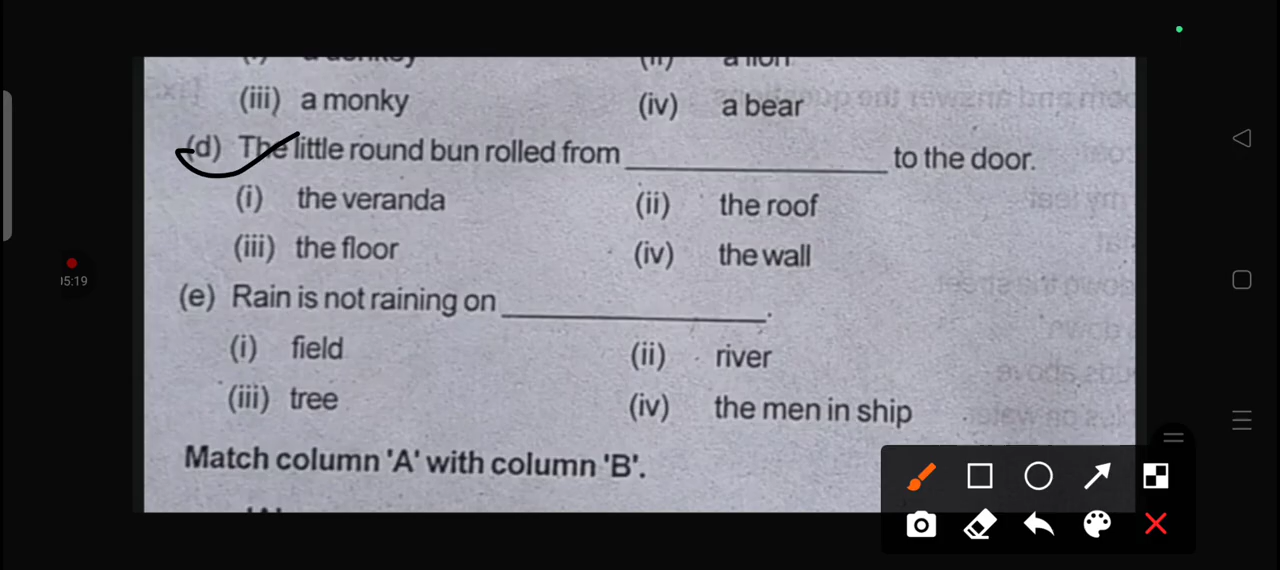 (iii) a monky (iv) a bear
(d) The little round bun rolled from ____________ to the door.
(i) the veranda (ii) the roof
(iii) the floor (iv) the wall
(e) Rain is not raining on ____________.
(i) field (ii) river
(iii) tree (iv) the men in ship
Match column 'A' with column 'B'.